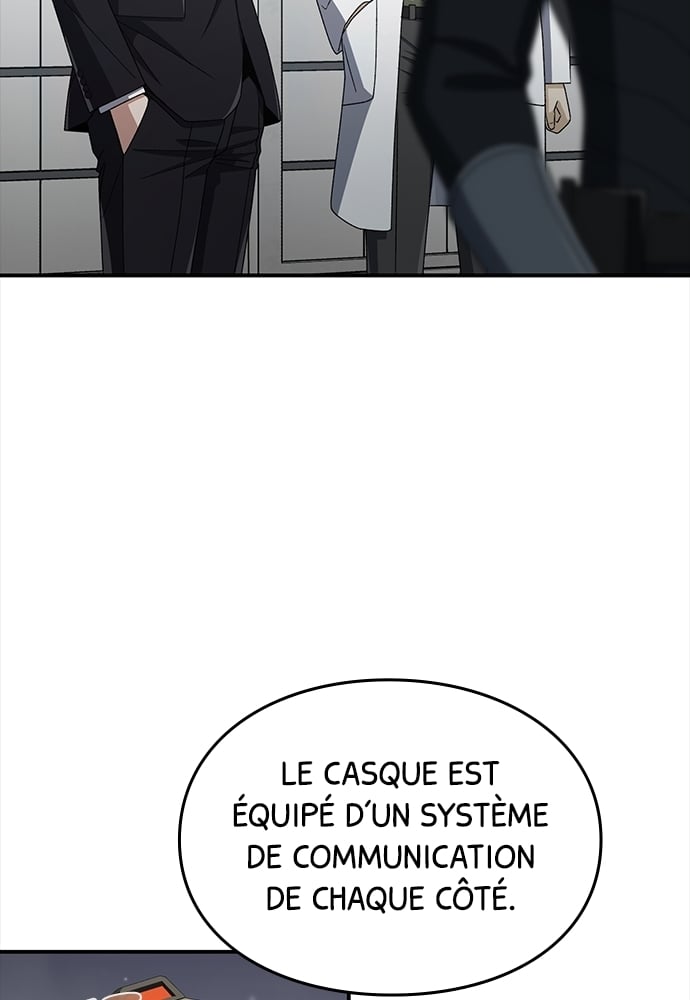 LE CASQUE EST
ÉQUIPÉ D'UN SYSTÈME
DE COMMUNICATION
DE CHAQUE CÔTÉ.